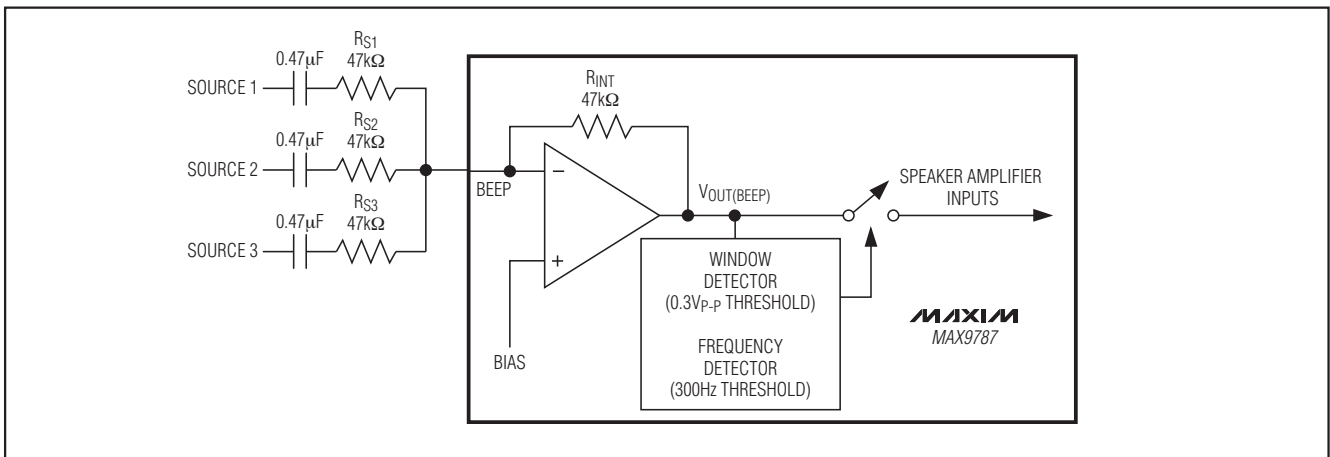 RS1
0.47μF 47kΩ
SOURCE 1
RINT
47kΩ
RS2
0.47μF 47kΩ
SOURCE 2
BEEP
−
VOUT(BEEP)
SPEAKER AMPLIFIER
INPUTS
RS3
0.47μF 47kΩ
SOURCE 3
+
BIAS
WINDOW
DETECTOR
(0.3VP-P THRESHOLD)
FREQUENCY
DETECTOR
(300Hz THRESHOLD)
MAXIM
MAX9787